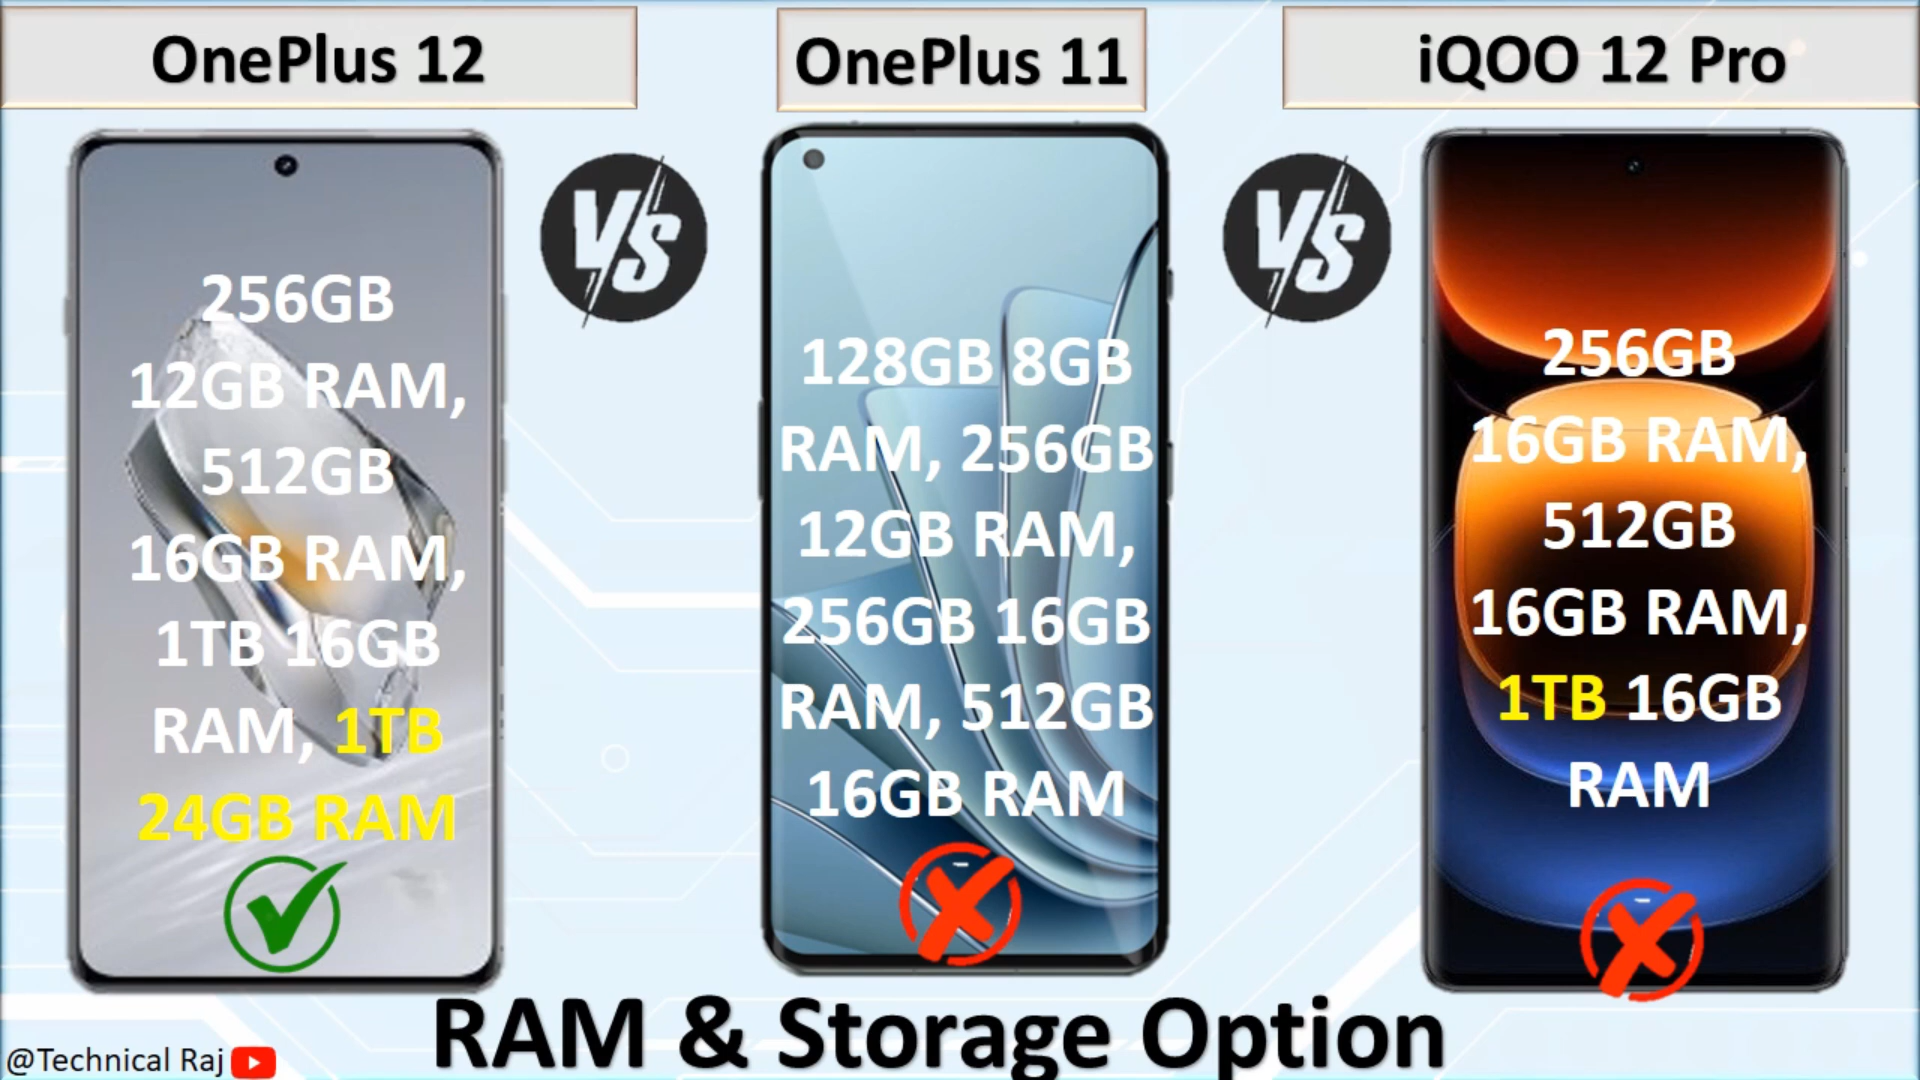 OnePlus 12
OnePlus 11
iQOO 12 Pro
VS
VS
256GB
12GB RAM,
512GB
16GB RAM,
1TB 16GB
RAM, 1TB
24GB RAM
128GB 8GB
RAM, 256GB
12GB RAM,
256GB 16GB
RAM, 512GB
16GB RAM
256GB
16GB RAM,
512GB
16GB RAM,
1TB 16GB
RAM
RAM & Storage Option
@Technical Raj